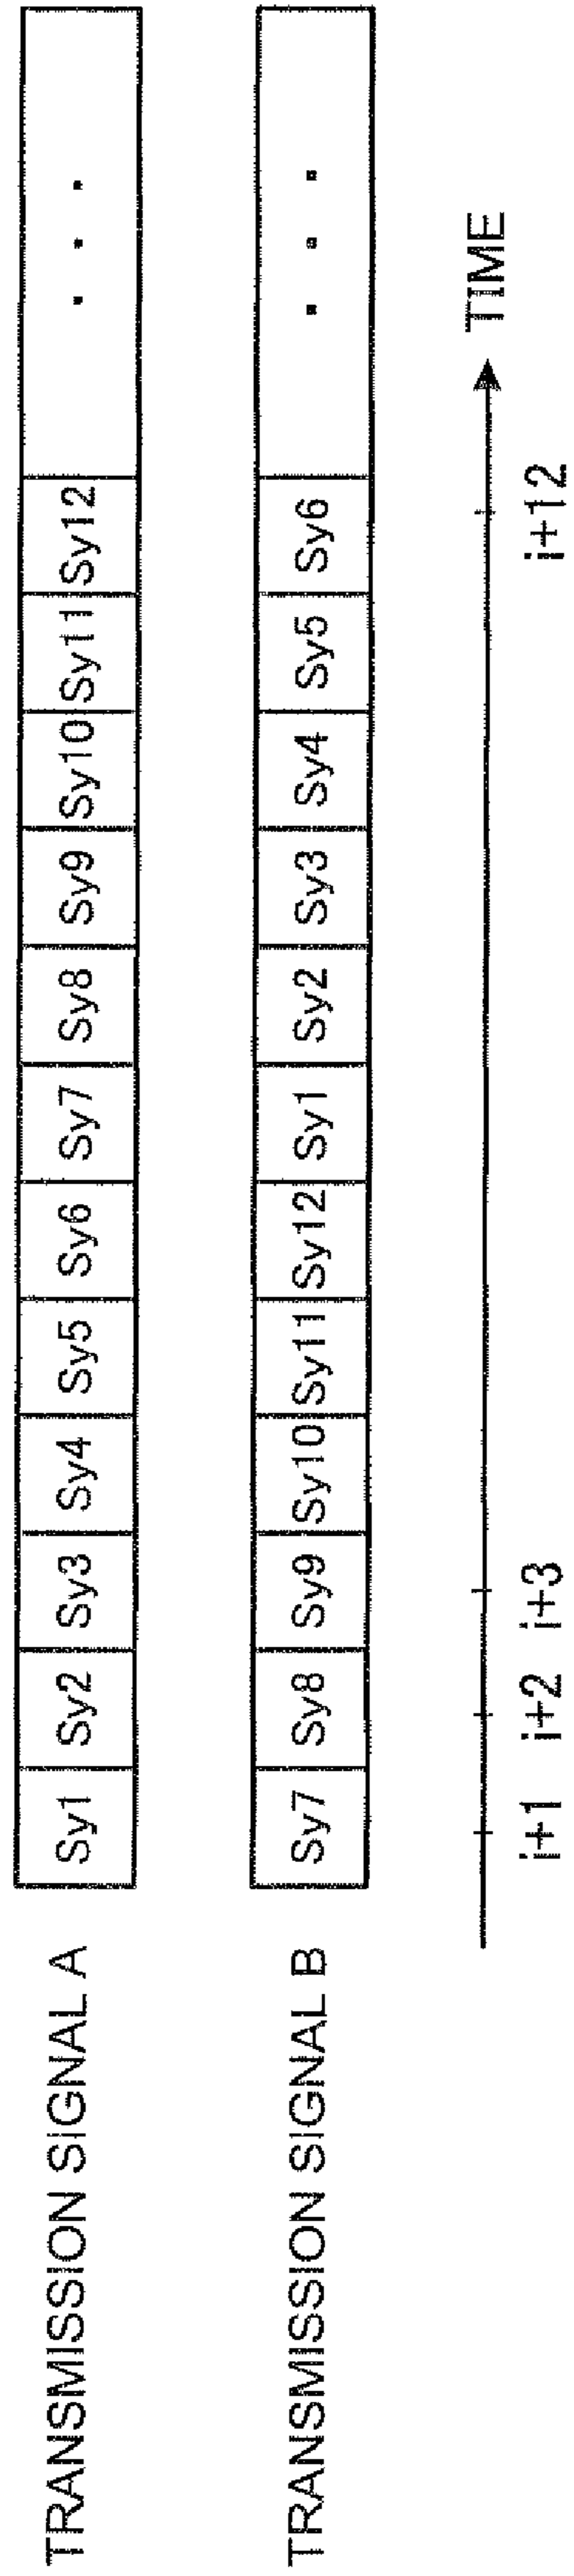 TRANSMISSION SIGNAL A Sy1 Sy2 Sy3 Sy4 Sy5 Sy6 Sy7 Sy8 Sy9 Sy10 Sy11 Sy12 . . .
TRANSMISSION SIGNAL B Sy7 Sy8 Sy9 Sy10 Sy11 Sy12 Sy1 Sy2 Sy3 Sy4 Sy5 Sy6 . . .
TIME
i+1 i+2 i+3 i+12